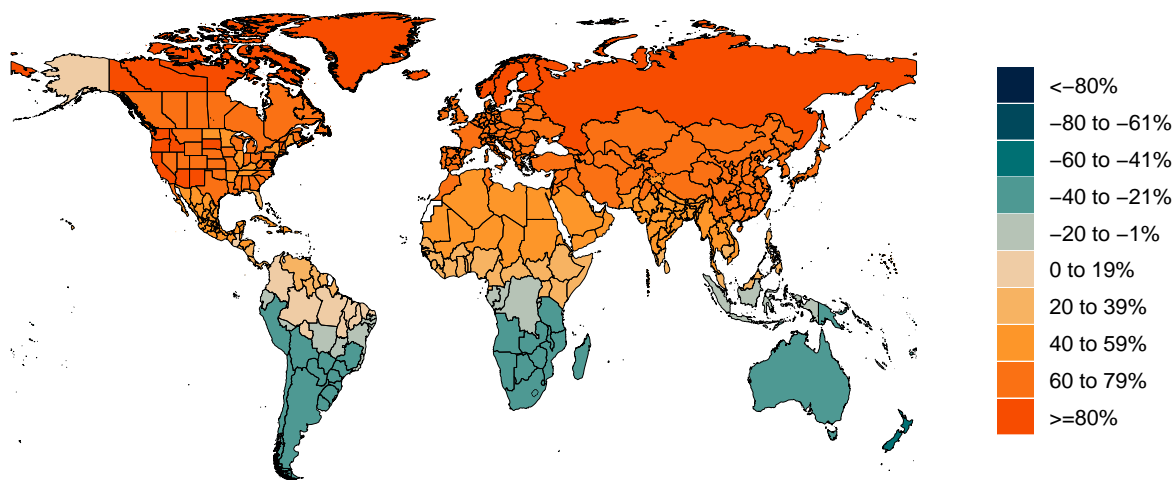 <−80%
−80 to −61%
−60 to −41%
−40 to −21%
−20 to −1%
0 to 19%
20 to 39%
40 to 59%
60 to 79%
>=80%